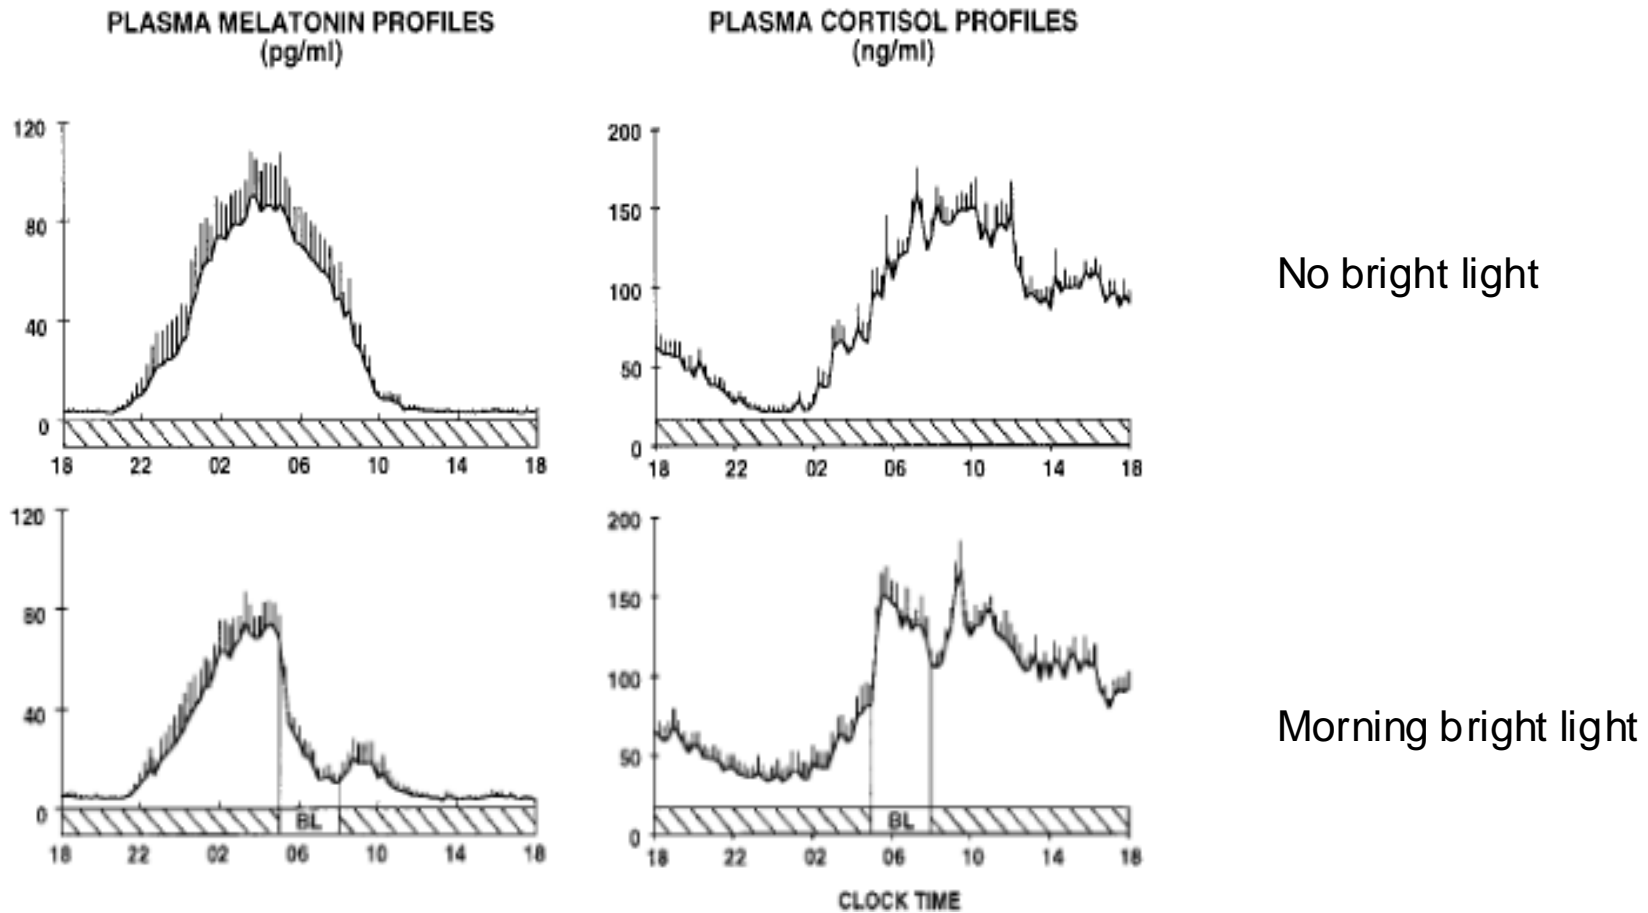 PLASMA MELATONIN PROFILES
(pg/ml)
PLASMA CORTISOL PROFILES
(ng/ml)
120
80
40
0
18 22 02 06 10 14 18
200
150
100
50
0
18 22 02 06 10 14 18
No bright light
120
80
40
0
BL
18 22 02 06 10 14 18
200
150
100
50
0
BL
18 22 02 06 10 14 18
CLOCK TIME
Morning bright light